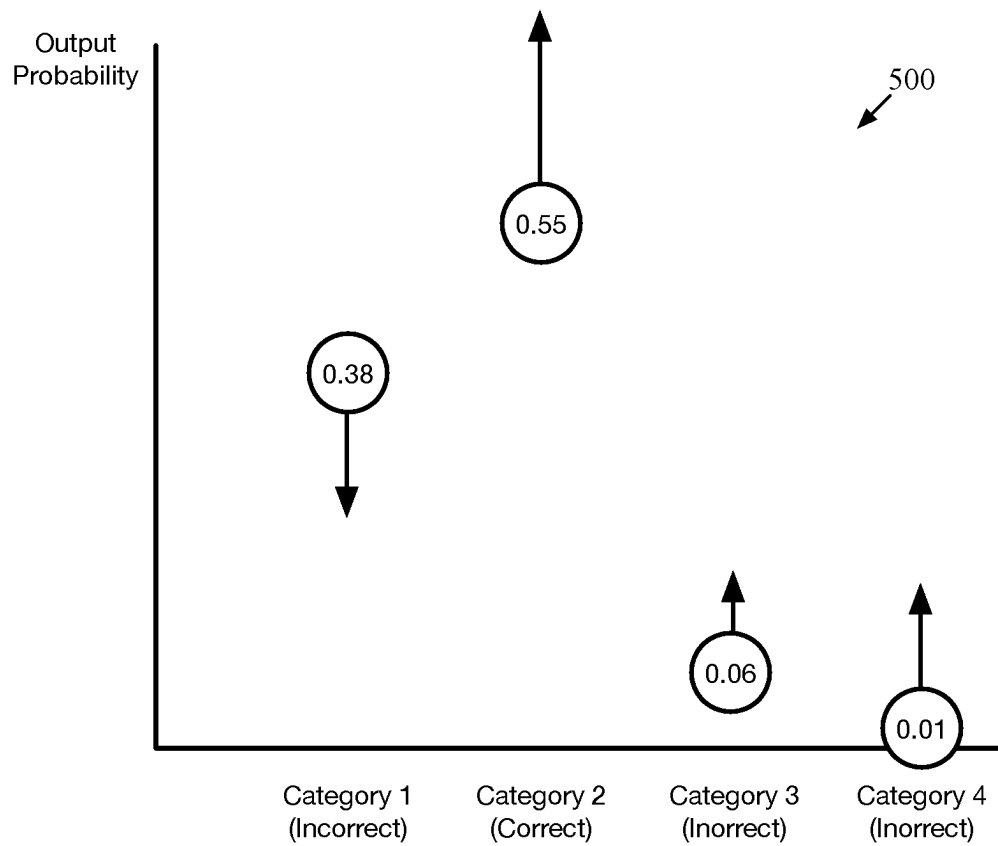 Output
Probability
500
0.55
0.38
0.06
0.01
Category 1
(Incorrect)
Category 2
(Correct)
Category 3
(Inorrect)
Category 4
(Inorrect)